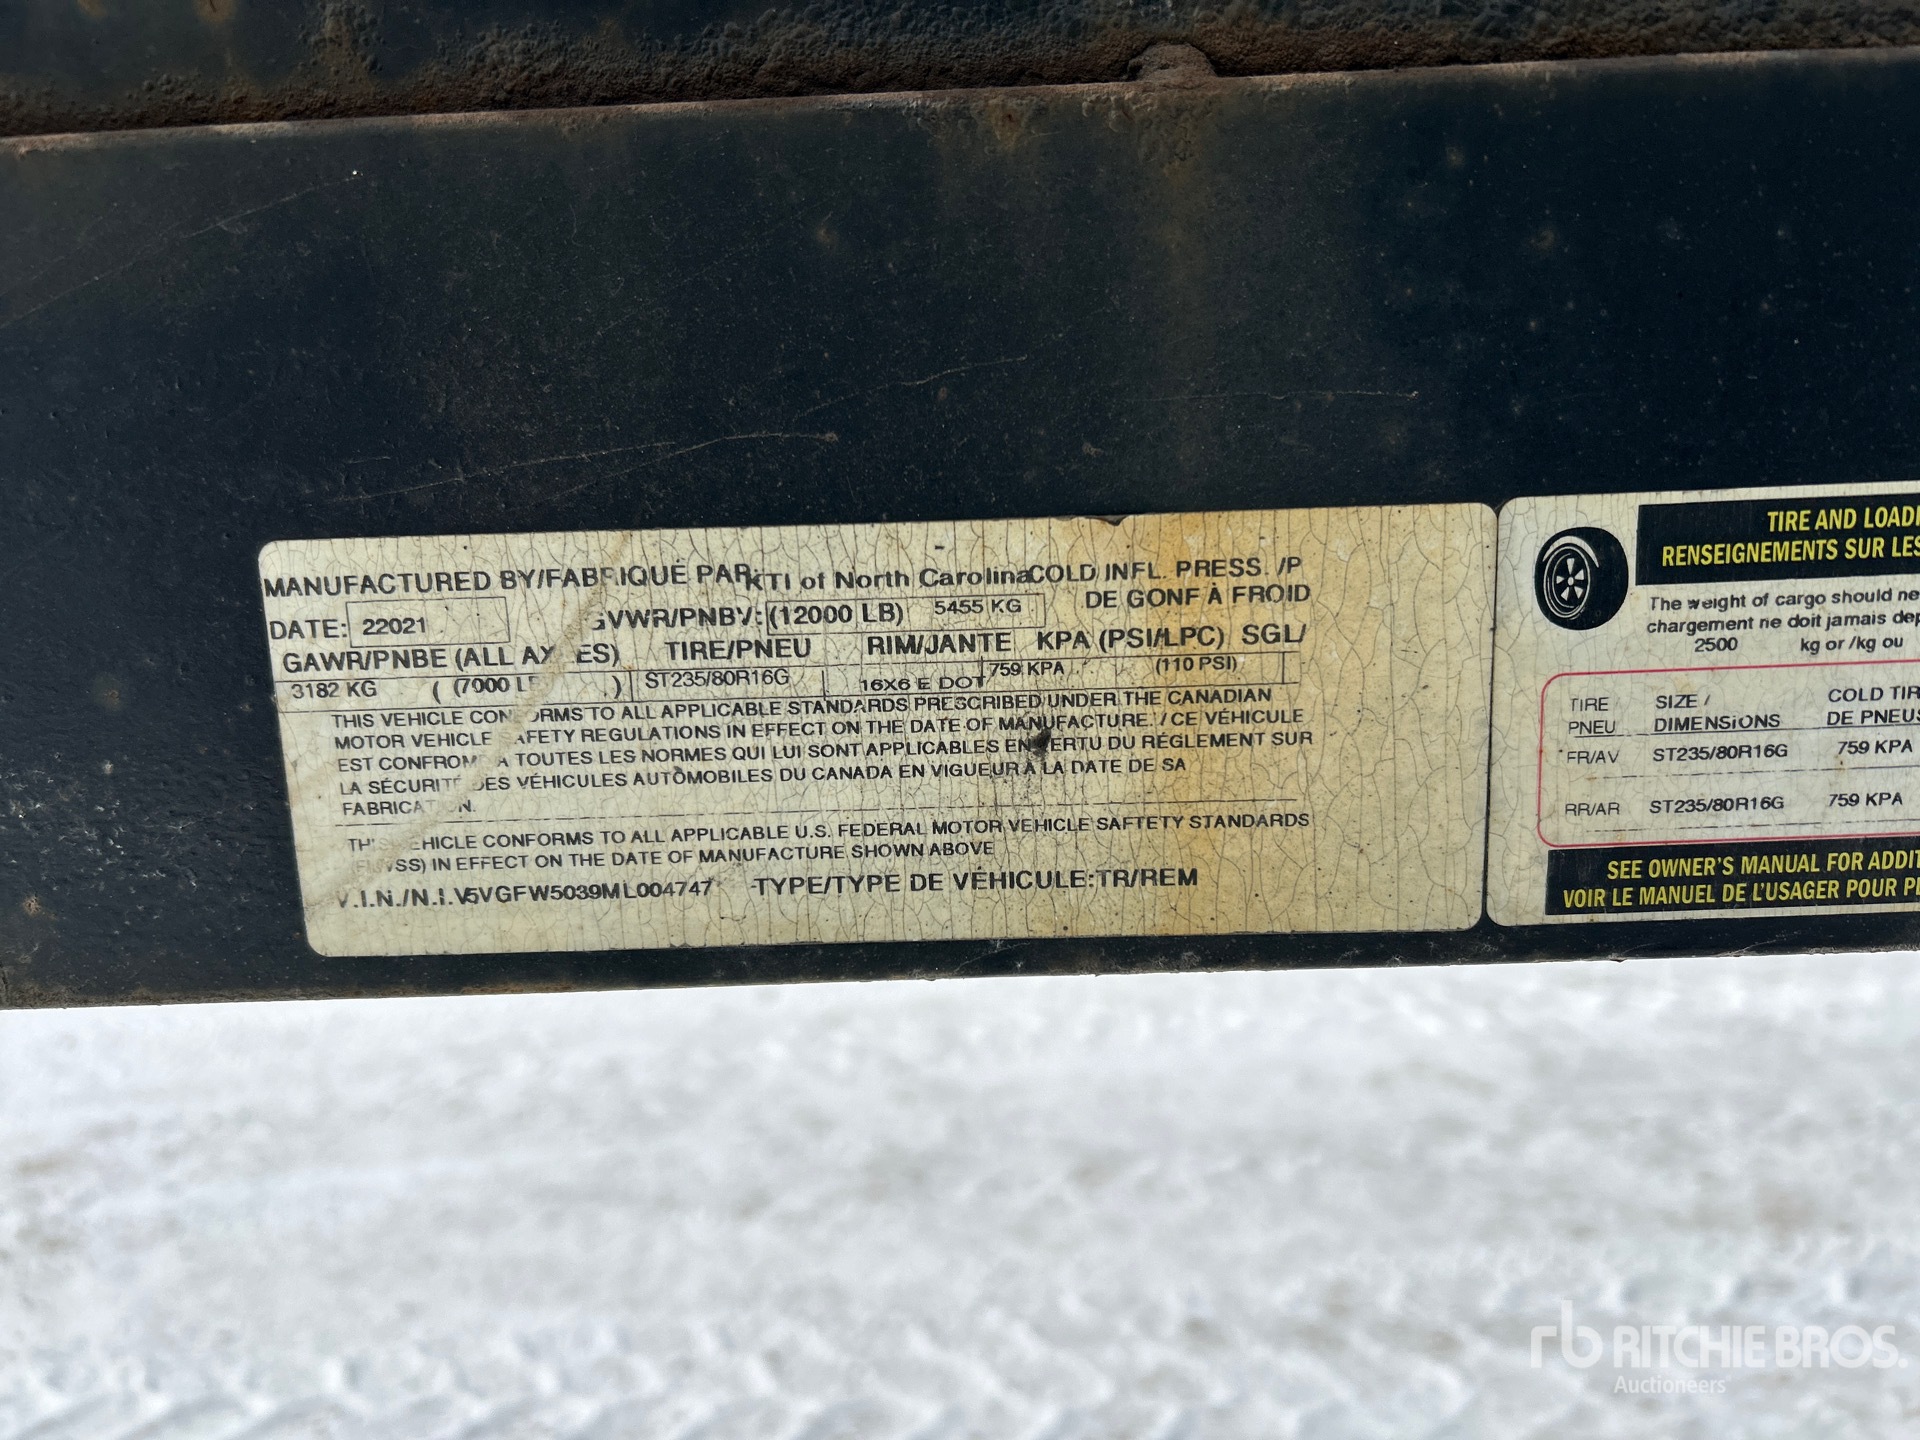 MANUFACTURED BY/FABRIQUÉ PAR: KTI of North Carolina COLD INFL. PRESS. /P
DE GONF À FROID
DATE: 22021 GVWR/PNBV: (12000 LB) 5455 KG
GAWR/PNBE (ALL AXLES) TIRE/PNEU RIM/JANTE KPA (PSI/LPC) SGL/
3182 KG ( (7000 LB ) ST235/80R16G 16X6 E DOT 759 KPA (110 PSI)
THIS VEHICLE CONFORMS TO ALL APPLICABLE STANDARDS PRESCRIBED UNDER THE CANADIAN
MOTOR VEHICLE SAFETY REGULATIONS IN EFFECT ON THE DATE OF MANUFACTURE. / CE VÉHICULE
EST CONFROM À TOUTES LES NORMES QUI LUI SONT APPLICABLES EN VERTU DU RÉGLEMENT SUR
LA SÉCURITÉ DES VÉHICULES AUTOMOBILES DU CANADA EN VIGUEUR À LA DATE DE SA
FABRICATION.
THIS VEHICLE CONFORMS TO ALL APPLICABLE U.S. FEDERAL MOTOR VEHICLE SAFTETY STANDARDS
(FMVSS) IN EFFECT ON THE DATE OF MANUFACTURE SHOWN ABOVE
V.I.N./N.I.V 5VGFW5039ML004747 TYPE/TYPE DE VÉHICULE: TR/REM
TIRE AND LOADI
RENSEIGNEMENTS SUR LES
The weight of cargo should ne
chargement ne doit jamais dep
2500 kg or /kg ou
TIRE SIZE / COLD TIR
PNEU DIMENSIONS DE PNEUS
FR/AV ST235/80R16G 759 KPA
RR/AR ST235/80R16G 759 KPA
SEE OWNER'S MANUAL FOR ADDIT
VOIR LE MANUEL DE L'USAGER POUR PL
rb RITCHIE BROS.
Auctioneers